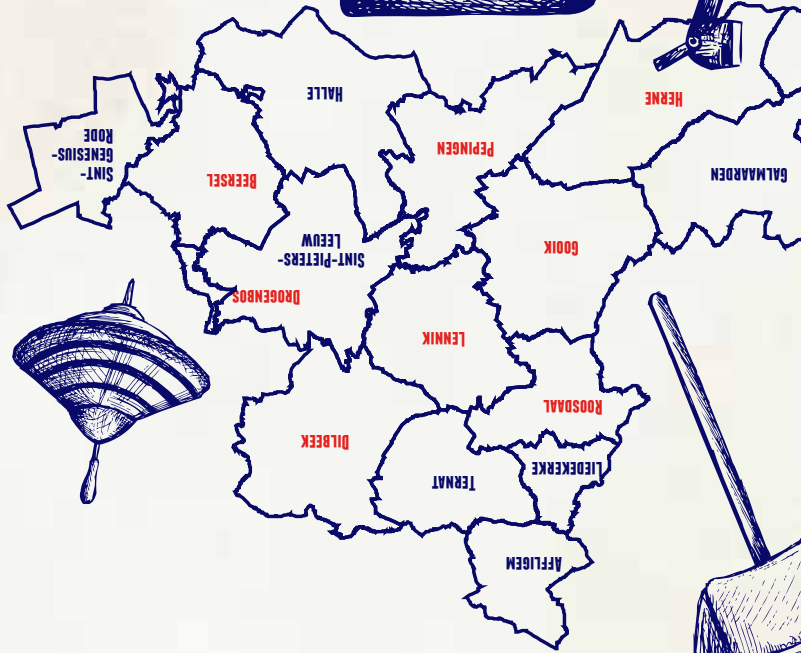 AFFLIGEM
TERNAT
LIEDEKERKE
DILBEEK
ROOSDAAL
LENNIK
DROGENBOS
SINT-PIETERS-
LEEUW
GOOIK
BEERSEL
GALMAARDEN
SINT-
GENESIUS-
RODE
PEPINGEN
HERNE
HALLE